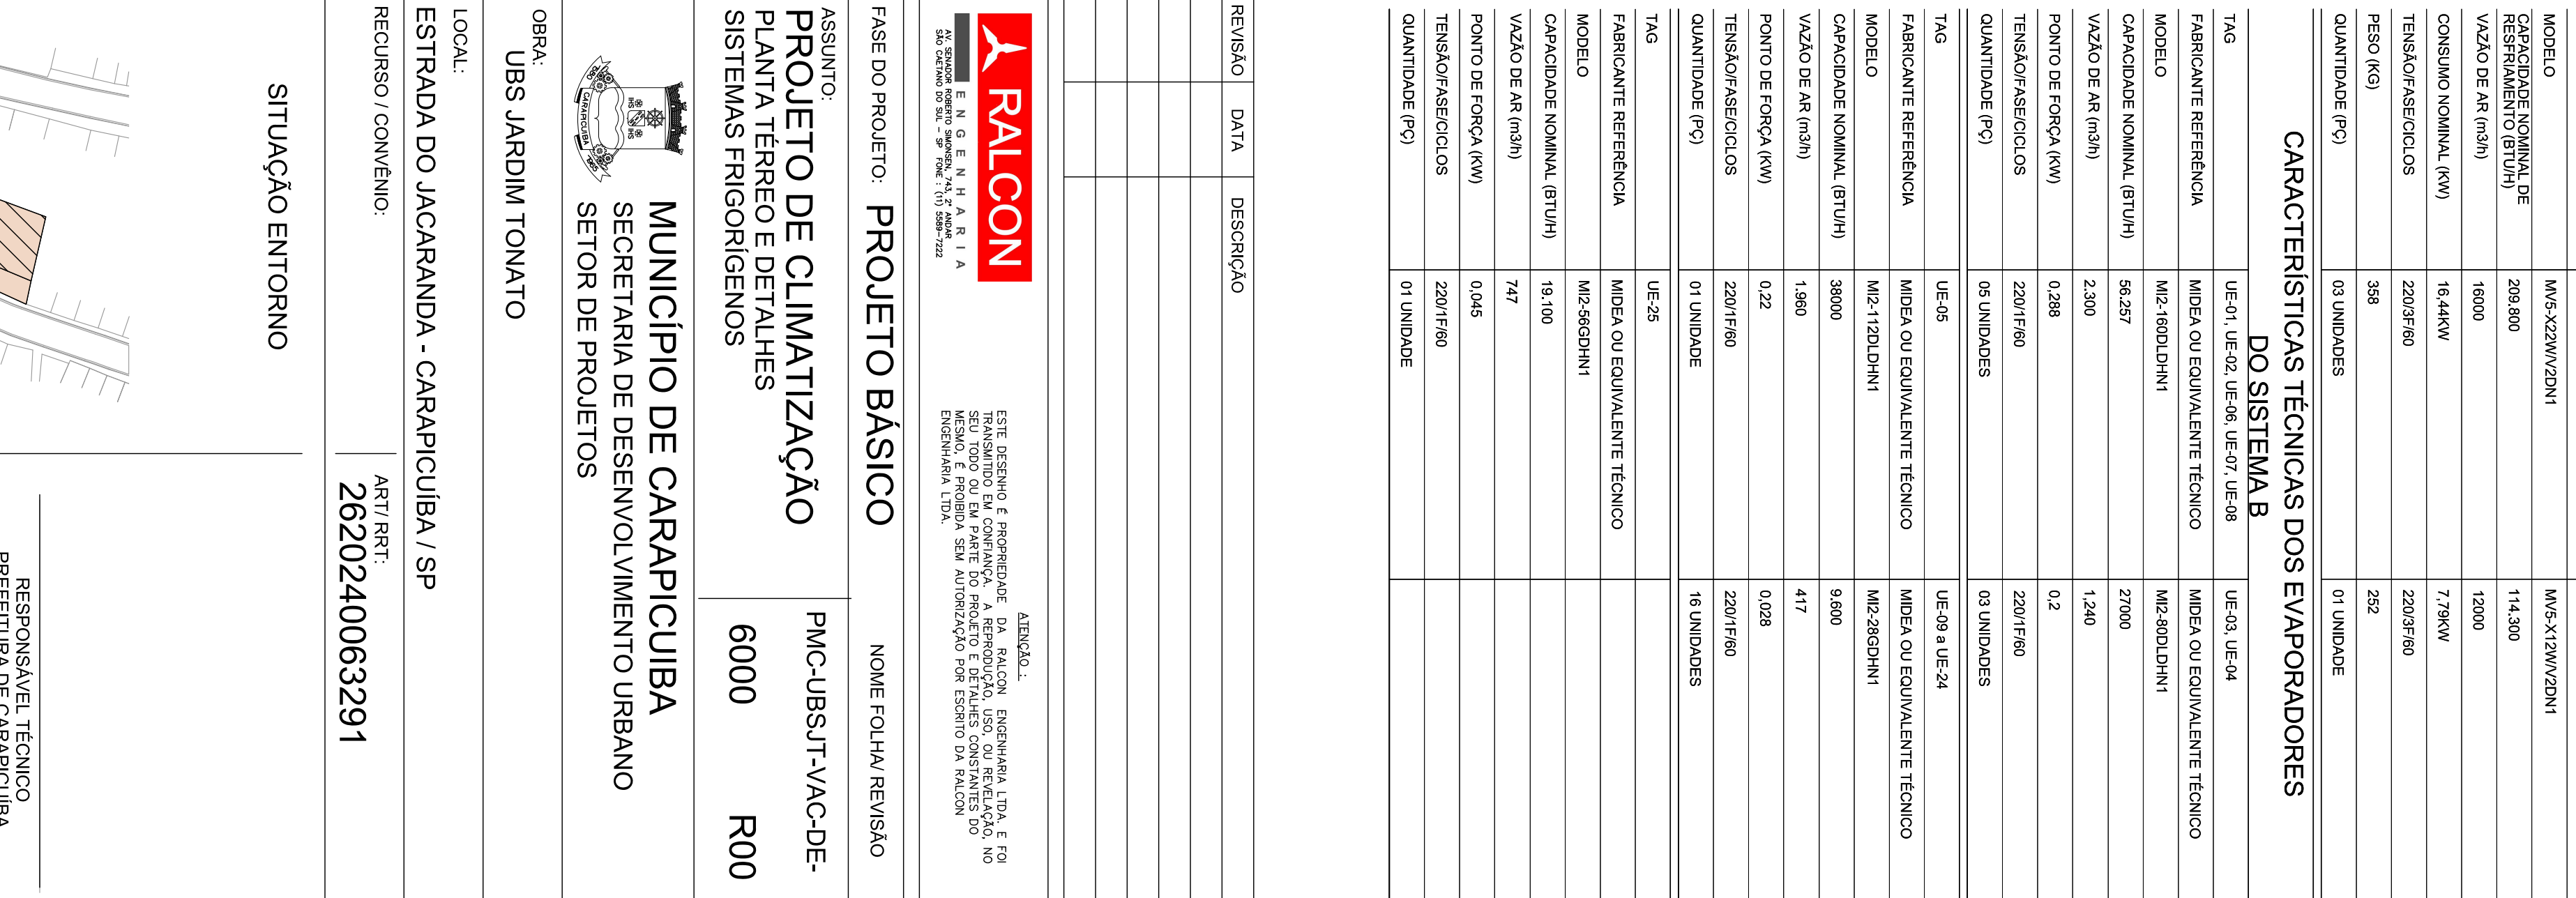 MODELO MV5-X22W/V2DN1 MV5-X12W/V2DN1
CAPACIDADE NOMINAL DE
RESFRIAMENTO (BTU/H) 209,800 114.300
VAZÃO DE AR (m3/h) 16000 12000
CONSUMO NOMINAL (KW) 16,44KW 7,79KW
TENSÃO/FASE/CICLOS 220/3F/60 220/3F/60
PESO (KG) 358 252
QUANTIDADE (PÇ) 03 UNIDADES 01 UNIDADE
CARACTERÍSTICAS TÉCNICAS DOS EVAPORADORES
DO SISTEMA B
TAG UE-01, UE-02, UE-06, UE-07, UE-08 UE-03, UE-04
FABRICANTE REFERÊNCIA MIDEA OU EQUIVALENTE TÉCNICO MIDEA OU EQUIVALENTE TÉCNICO
MODELO MI2-160DLDHN1 MI2-80DLDHN1
CAPACIDADE NOMINAL (BTU/H) 56.257 27000
VAZÃO DE AR (m3/h) 2.300 1,240
PONTO DE FORÇA (KW) 0,288 0,2
TENSÃO/FASE/CICLOS 220/1F/60 220/1F/60
QUANTIDADE (PÇ) 05 UNIDADES 03 UNIDADES
TAG UE-05 UE-09 a UE-24
FABRICANTE REFERÊNCIA MIDEA OU EQUIVALENTE TÉCNICO MIDEA OU EQUIVALENTE TÉCNICO
MODELO MI2-112DLDHN1 MI2-28GDHN1
CAPACIDADE NOMINAL (BTU/H) 38000 9.600
VAZÃO DE AR (m3/h) 1.960 417
PONTO DE FORÇA (KW) 0,22 0,028
TENSÃO/FASE/CICLOS 220/1F/60 220/1F/60
QUANTIDADE (PÇ) 01 UNIDADE 16 UNIDADES
TAG UE-25
FABRICANTE REFERÊNCIA MIDEA OU EQUIVALENTE TÉCNICO
MODELO MI2-56GDHN1
CAPACIDADE NOMINAL (BTU/H) 19.100
VAZÃO DE AR (m3/h) 747
PONTO DE FORÇA (KW) 0,045
TENSÃO/FASE/CICLOS 220/1F/60
QUANTIDADE (PÇ) 01 UNIDADE
REVISÃO DATA DESCRIÇÃO
RALCON
ENGENHARIA
AV. SENADOR ROBERTO SIMONSEN, 743, 2° ANDAR
SÃO CAETANO DO SUL - SP FONE : (11) 5589-7222
ATENÇÃO :
ESTE DESENHO É PROPRIEDADE DA RALCON ENGENHARIA LTDA. E FOI
TRANSMITIDO EM CONFIANÇA. A REPRODUÇÃO, USO, OU REVELAÇÃO, NO
SEU TODO OU EM PARTE DO PROJETO E DETALHES CONSTANTES DO
MESMO, É PROIBIDA SEM AUTORIZAÇÃO POR ESCRITO DA RALCON
ENGENHARIA LTDA.
FASE DO PROJETO: PROJETO BÁSICO
NOME FOLHA/ REVISÃO
ASSUNTO:
PROJETO DE CLIMATIZAÇÃO
PLANTA TÉRREO E DETALHES
SISTEMAS FRIGORÍGENOS
PMC-UBSJT-VAC-DE-
6000 R00
IHS IHS
CARAPICUIBA
1965
MUNICÍPIO DE CARAPICUIBA
SECRETARIA DE DESENVOLVIMENTO URBANO
SETOR DE PROJETOS
OBRA:
UBS JARDIM TONATO
LOCAL:
ESTRADA DO JACARANDA - CARAPICUÍBA / SP
RECURSO / CONVÊNIO:
ART/ RRT:
2620240063291
SITUAÇÃO ENTORNO
RESPONSÁVEL TÉCNICO
PREFEITURA DE CARAPICUÍBA